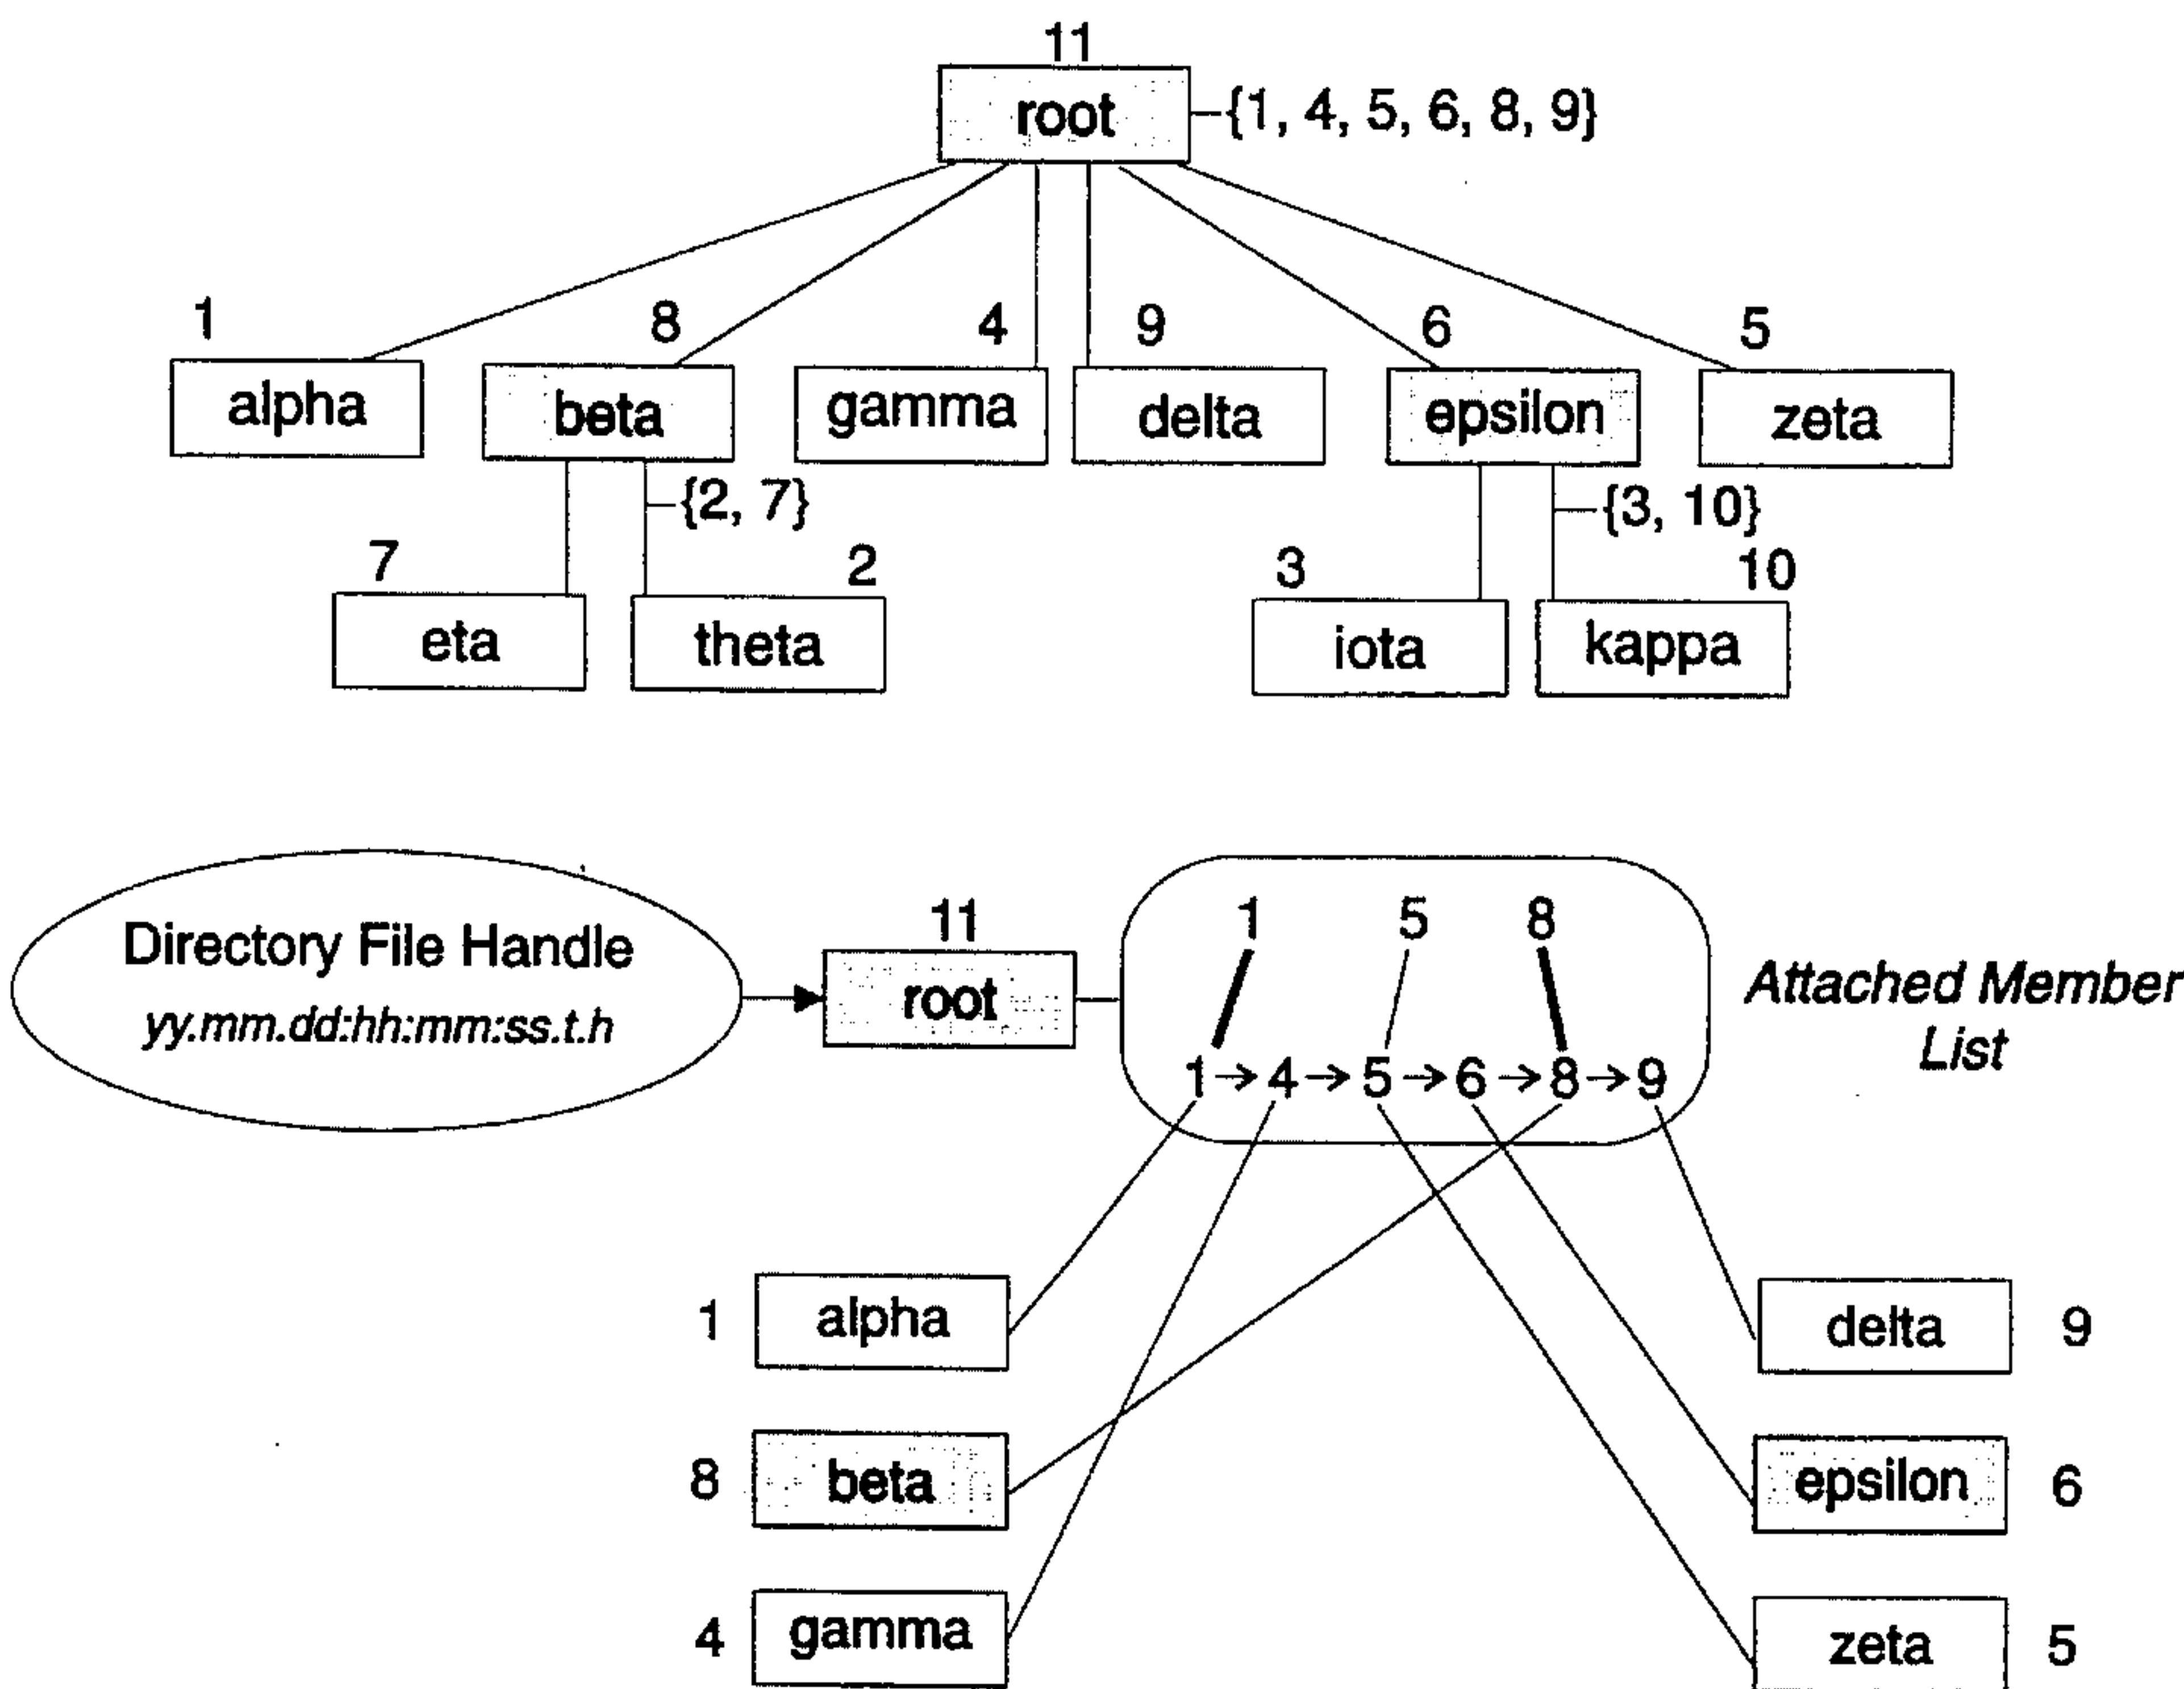 11
root {1, 4, 5, 6, 8, 9}
1 8 4 9 6 5
alpha beta gamma delta epsilon zeta
{2, 7} {3, 10}
7 2 3 10
eta theta iota kappa
Directory File Handle
yy.mm.dd:hh:mm:ss.t.h
11
root
1 5 8
1→4→5→6→8→9
Attached Member
List
1 alpha
delta 9
8 beta
epsilon 6
4 gamma
zeta 5